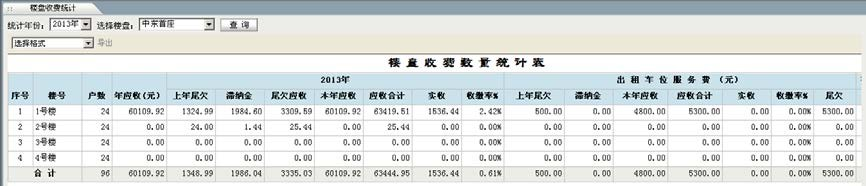 楼盘收费统计
统计年份： 2013年 选择楼盘： 中东首座 查 询
选择格式 导出
楼盘收费数量统计表
2013年 出租车位服务费（元）
序号 楼号 户数 年应收(元) 上年尾欠 滞纳金 尾欠应收 本年应收 应收合计 实收 收缴率% 上年尾欠 滞纳金 本年应收 应收合计 实收 收缴率% 尾欠
1 1号楼 24 60109.92 1324.99 1984.60 3309.59 60109.92 63419.51 1536.44 2.42% 500.00 0.00 4800.00 5300.00 0.00 0.00% 5300.00
2 2号楼 24 0.00 24.00 1.44 25.44 0.00 25.44 0.00 0.00% 0.00 0.00 0.00 0.00 0.00 0.00% 0.00
3 3号楼 24 0.00 0.00 0.00 0.00 0.00 0.00 0.00 0.00% 0.00 0.00 0.00 0.00 0.00 0.00% 0.00
4 4号楼 24 0.00 0.00 0.00 0.00 0.00 0.00 0.00 0.00% 0.00 0.00 0.00 0.00 0.00 0.00% 0.00
合 计 96 60109.92 1348.99 1986.04 3335.03 60109.92 63444.95 1536.44 0.61% 500.00 0.00 4800.00 5300.00 0.00 0.00% 5300.00